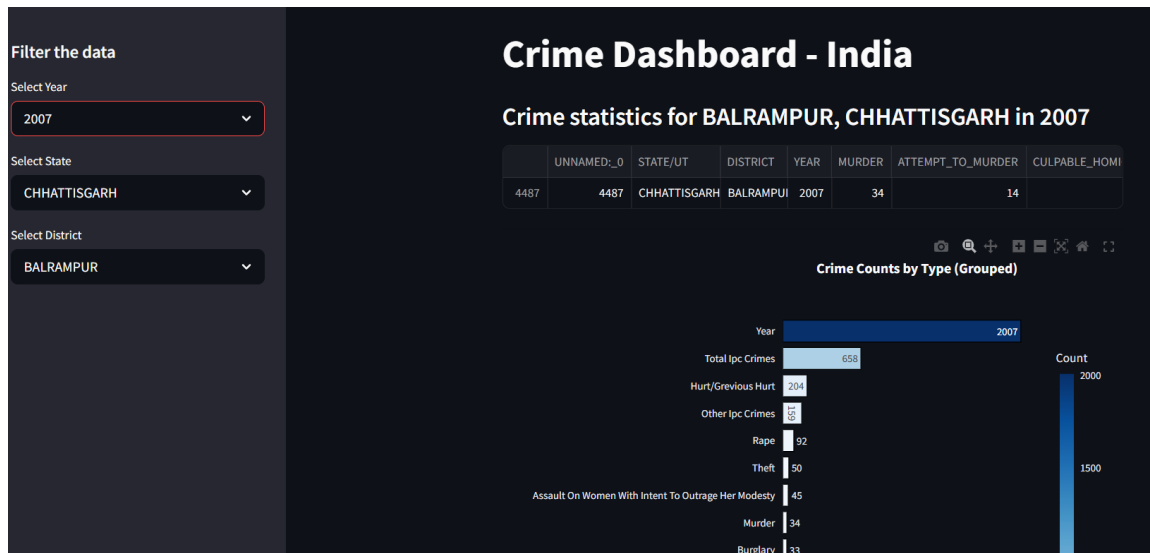 Filter the data
Select Year
2007
Select State
CHHATTISGARH
Select District
BALRAMPUR
Crime Dashboard - India
Crime statistics for BALRAMPUR, CHHATTISGARH in 2007
UNNAMED:_0 STATE/UT DISTRICT YEAR MURDER ATTEMPT_TO_MURDER CULPABLE_HOMI
4487 4487 CHHATTISGARH BALRAMPUI 2007 34 14
Crime Counts by Type (Grouped)
Year 2007
Total Ipc Crimes 658
Hurt/Grevious Hurt 204
Other Ipc Crimes 159
Rape 92
Theft 50
Assault On Women With Intent To Outrage Her Modesty 45
Murder 34
Burglary 33
Count
2000
1500